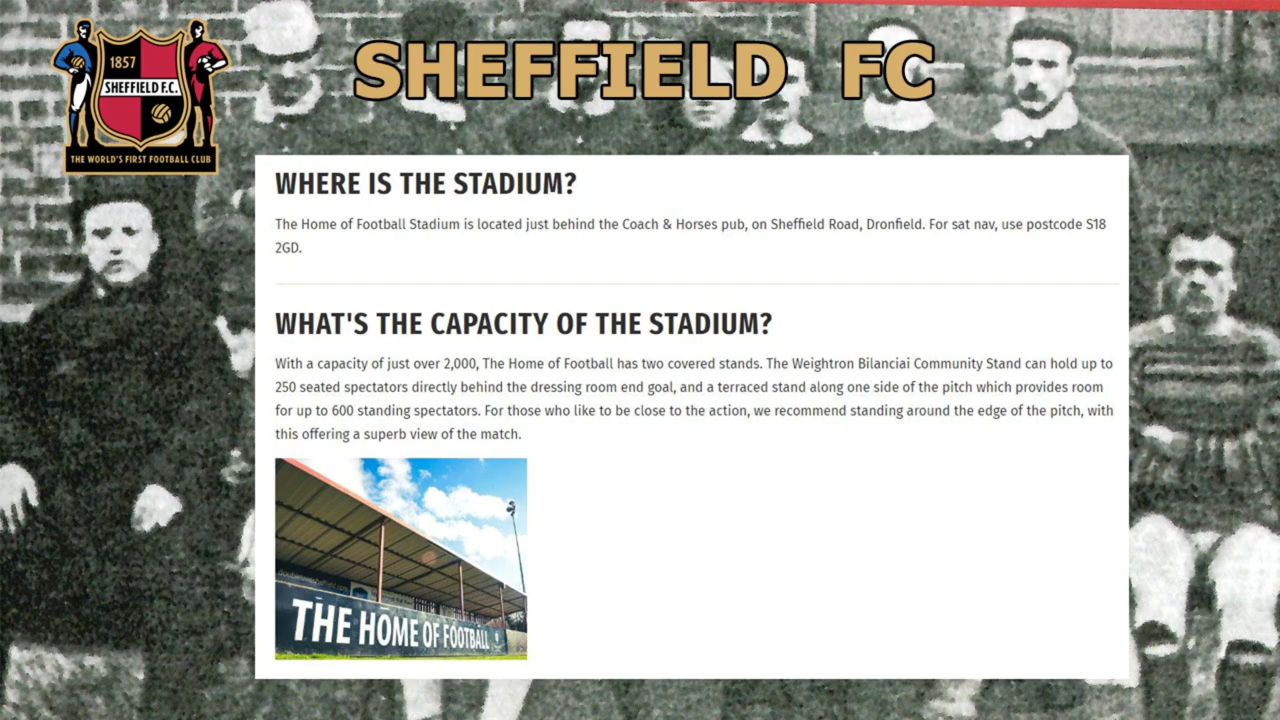 1857
SHEFFIELD F.C.
THE WORLD'S FIRST FOOTBALL CLUB
SHEFFIELD FC
WHERE IS THE STADIUM?
The Home of Football Stadium is located just behind the Coach & Horses pub, on Sheffield Road, Dronfield. For sat nav, use postcode S18
2GD.
WHAT'S THE CAPACITY OF THE STADIUM?
With a capacity of just over 2,000, The Home of Football has two covered stands. The Weightron Bilanciai Community Stand can hold up to
250 seated spectators directly behind the dressing room end goal, and a terraced stand along one side of the pitch which provides room
for up to 600 standing spectators. For those who like to be close to the action, we recommend standing around the edge of the pitch, with
this offering a superb view of the match.
THE HOME OF FOOTBALL